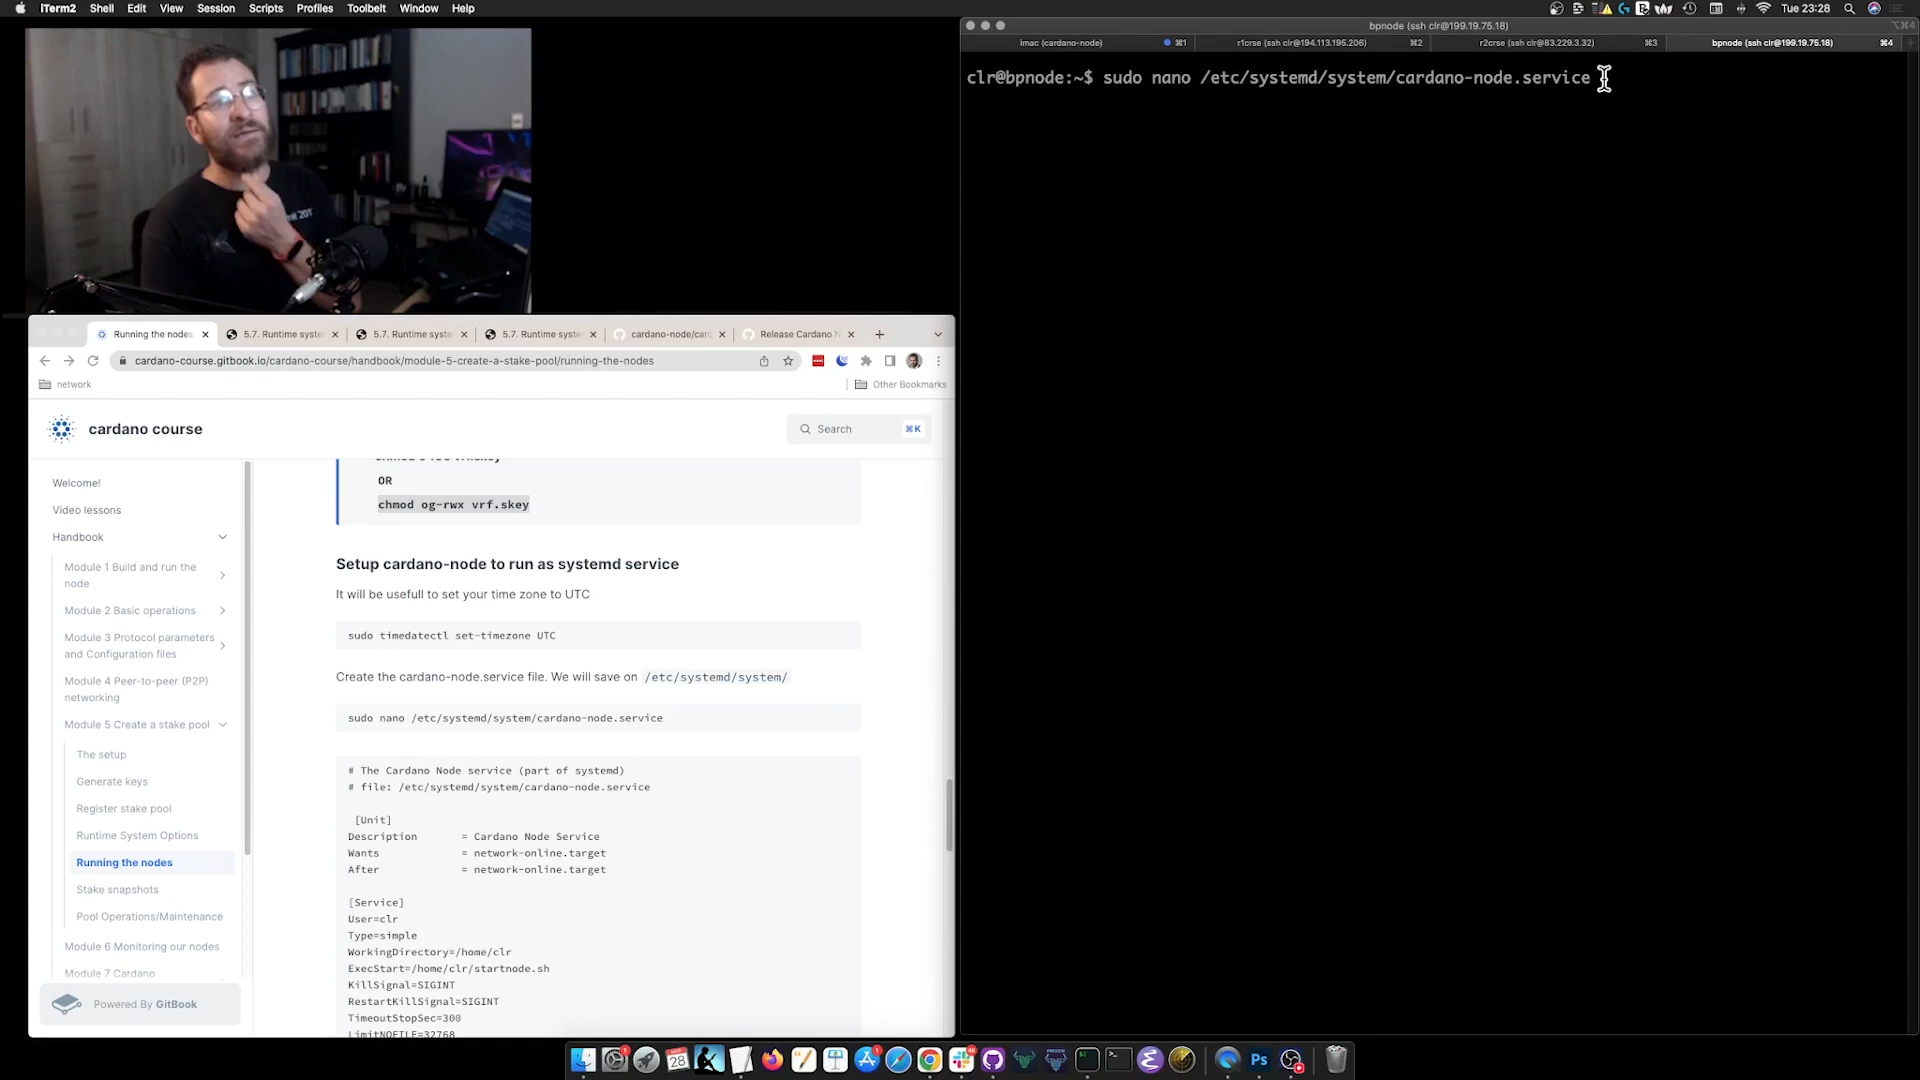 iTerm2 Shell Edit View Session Scripts Profiles Toolbelt Window Help
Tue 23:28
bpnode (ssh clr@199.19.75.18)
⌥⌘4
imac (cardano-node) ⌘1
r1crse (ssh clr@194.113.195.206) ⌘2
r2crse (ssh clr@83.229.3.32) ⌘3
bpnode (ssh clr@199.19.75.18) ⌘4
clr@bpnode:~$ sudo nano /etc/systemd/system/cardano-node.service
Running the nodes
5.7. Runtime syste
5.7. Runtime syste
5.7. Runtime syste
cardano-node/card
Release Cardano N
cardano-course.gitbook.io/cardano-course/handbook/module-5-create-a-stake-pool/running-the-nodes
network
Other Bookmarks
cardano course
Search
⌘K
Welcome!
Video lessons
Handbook
Module 1 Build and run the
node
Module 2 Basic operations
Module 3 Protocol parameters
and Configuration files
Module 4 Peer-to-peer (P2P)
networking
Module 5 Create a stake pool
The setup
Generate keys
Register stake pool
Runtime System Options
Running the nodes
Stake snapshots
Pool Operations/Maintenance
Module 6 Monitoring our nodes
Module 7 Cardano
Powered By GitBook
OR
chmod og-rwx vrf.skey
Setup cardano-node to run as systemd service
It will be usefull to set your time zone to UTC
sudo timedatectl set-timezone UTC
Create the cardano-node.service file. We will save on /etc/systemd/system/
sudo nano /etc/systemd/system/cardano-node.service
# The Cardano Node service (part of systemd)
# file: /etc/systemd/system/cardano-node.service
[Unit]
Description = Cardano Node Service
Wants = network-online.target
After = network-online.target
[Service]
User=clr
Type=simple
WorkingDirectory=/home/clr
ExecStart=/home/clr/startnode.sh
KillSignal=SIGINT
RestartKillSignal=SIGINT
TimeoutStopSec=300
LimitNOFILE=32768